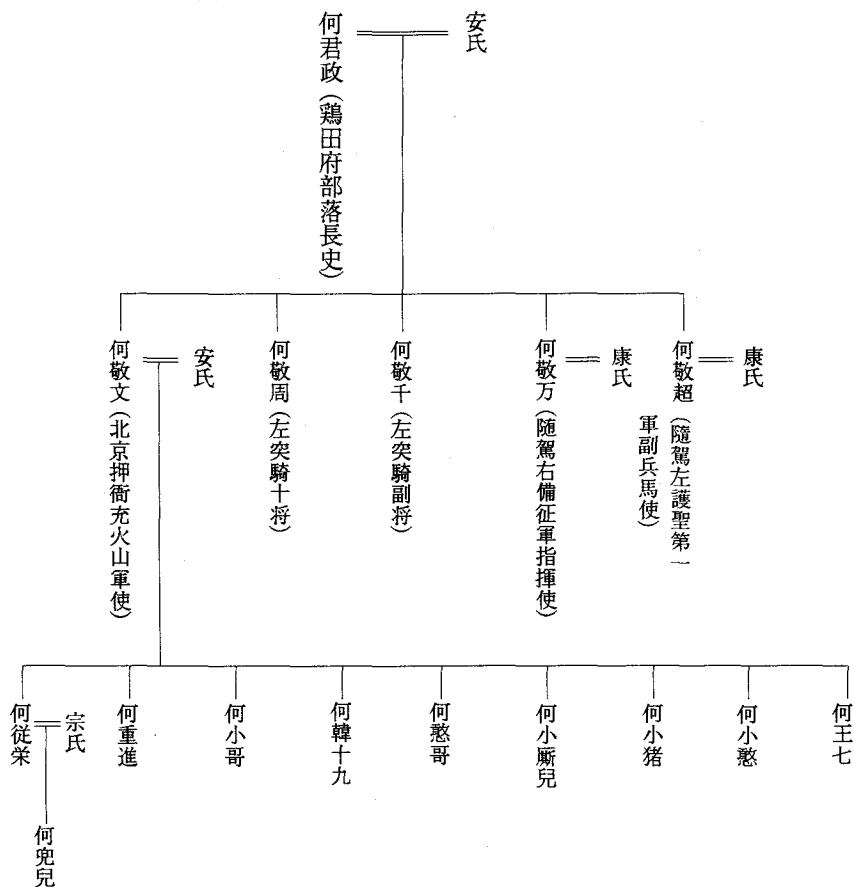 安氏
何君政（鶏田府部落長史）
康氏
何敬超（隨駕左護聖第一
軍副兵馬使）
康氏
何敬万（随駕右備征軍指揮使）
何敬千（左突騎副将）
何敬周（左突騎十将）
安氏
何敬文（北京押衙充火山軍使）
何王七
何小憨
何小猪
何小廝兒
何憨哥
何韓十九
何小哥
何重進
宗氏
何従栄
何兜兒